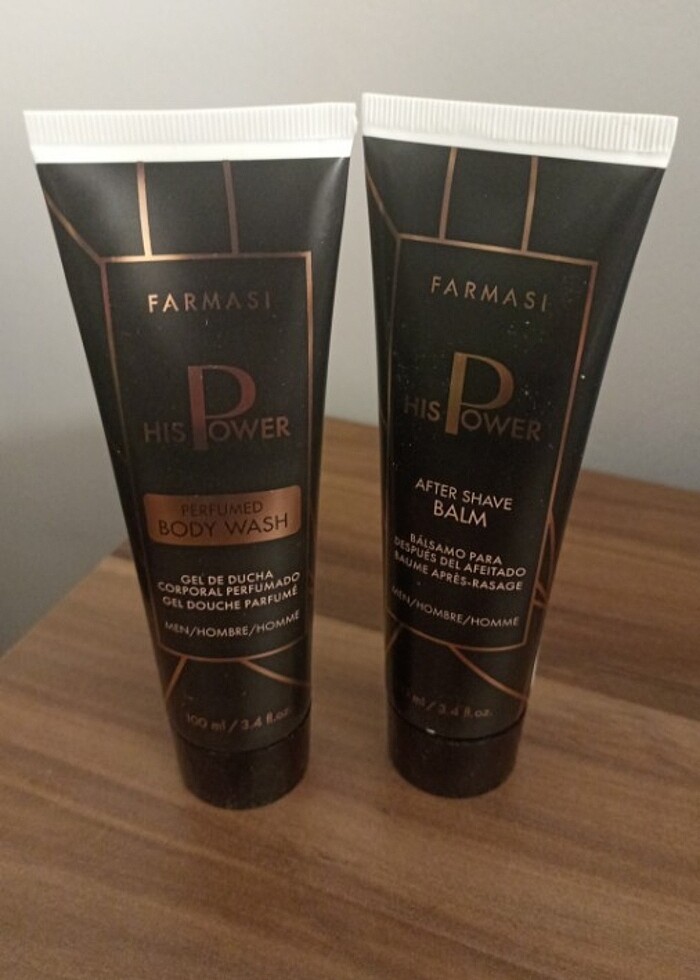 FARMASI
HIS POWER
PERFUMED
BODY WASH
GEL DE DUCHA
CORPORAL PERFUMADO
GEL DOUCHE PARFUMÉ
MEN/HOMBRE/HOMME
100 ml / 3.4 fl.oz.
FARMASI
HIS POWER
AFTER SHAVE
BALM
BÁLSAMO PARA
DESPUÉS DEL AFEITADO
BAUME APRÈS-RASAGE
MEN/HOMBRE/HOMME
ml / 3.4 fl.oz.